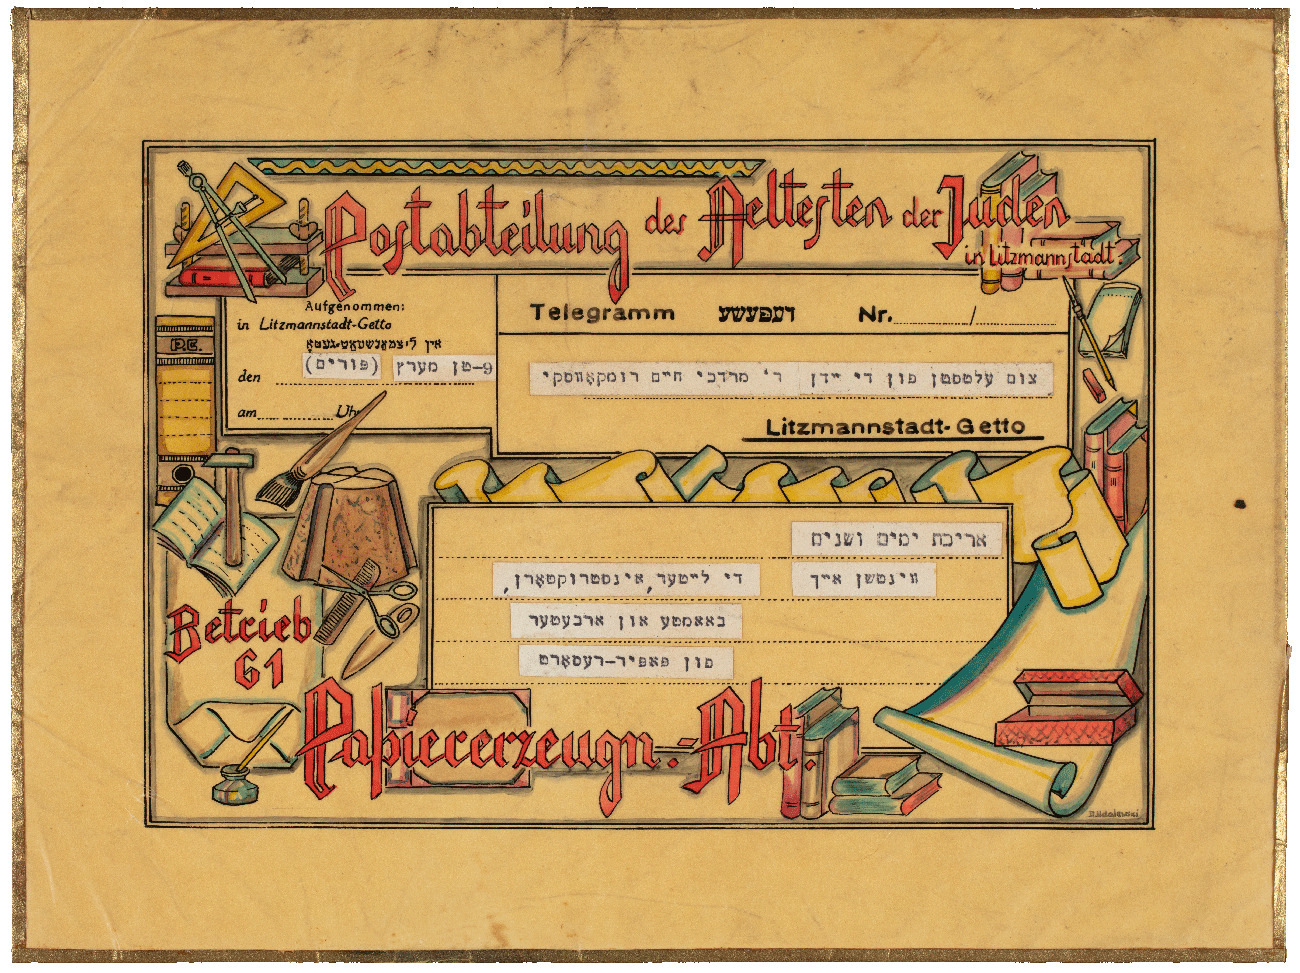 Postabteilung des Aeltesten der Juden
in Litzmannstadt.
Aufgenommen:
in Litzmannstadt-Getto
אין ליצמאנשטאט-געטא
den 9-טן מערץ (פורים)
am Uhr
Telegramm דעפעשע Nr. /
צום עלטסטן פון די יידן ר' מרדכי חיים רומקאווסקי
Litzmannstadt-Getto
P.C.
אריכת ימים ושנים
ווינטשן אייך די לייטער, אינסטרוקטארן,
באאמטע און ארבעטער
פון פאפיר-רעסארט
Betrieb
61
Papiererzeugn.-Abt.